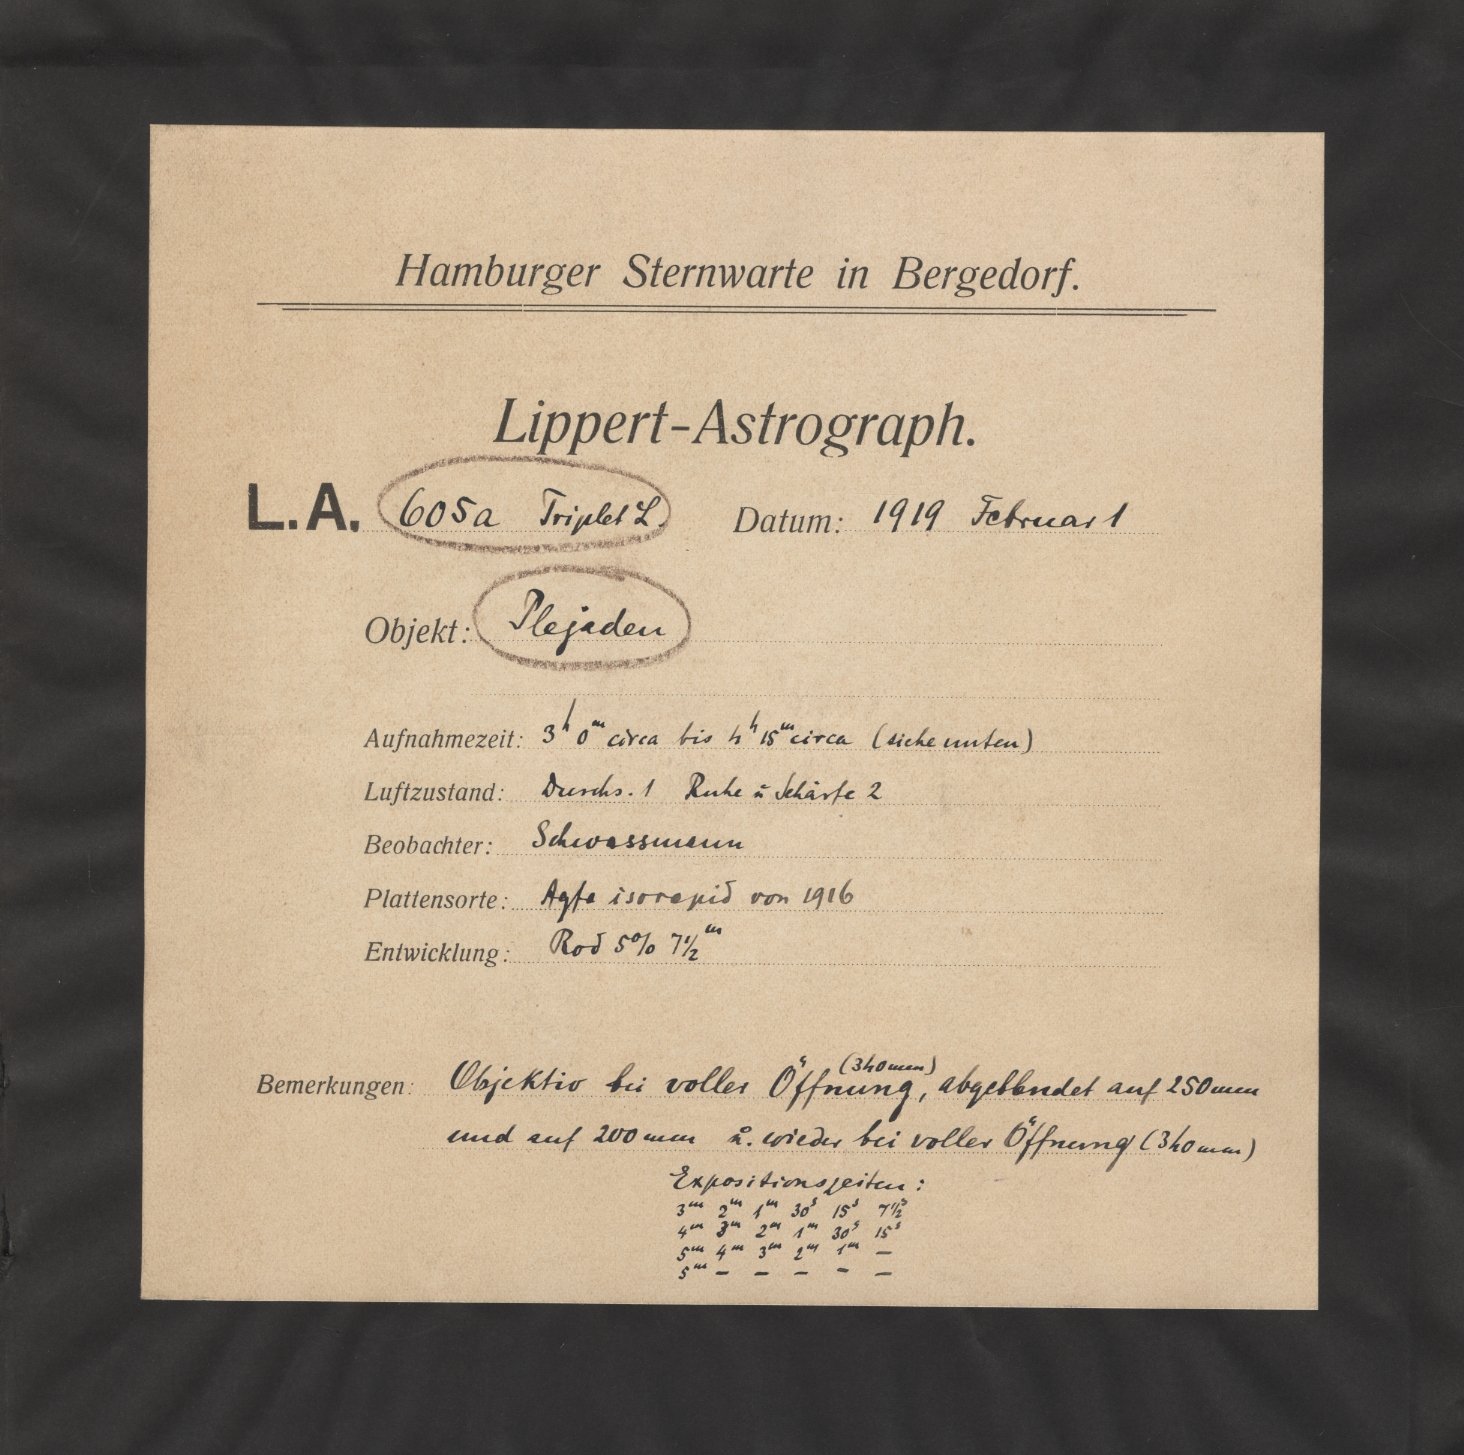 Hamburger Sternwarte in Bergedorf.
Lippert-Astrograph.
L.A. 605a Triplet L. Datum: 1919 Februar 1
Objekt: Plejaden
Aufnahmezeit: 3h 0m circa bis 4h 15m circa (siehe unten)
Luftzustand: Durchs. 1 Ruhe u Schärfe 2
Beobachter: Schwassmann
Plattensorte: Agfa isorapid von 1916
Entwicklung: Rod 5% 7½m
(340mm)
Bemerkungen: Objektiv bei voller Öffnung, abgeblendet auf 250mm
und auf 200mm u. wieder bei voller Öffnung (340mm)
Expositionszeiten:
3m 2m 1m 30s 15s 7½s
4m 3m 2m 1m 30s 15s
5m 4m 3m 2m 1m –
5m – – – – –